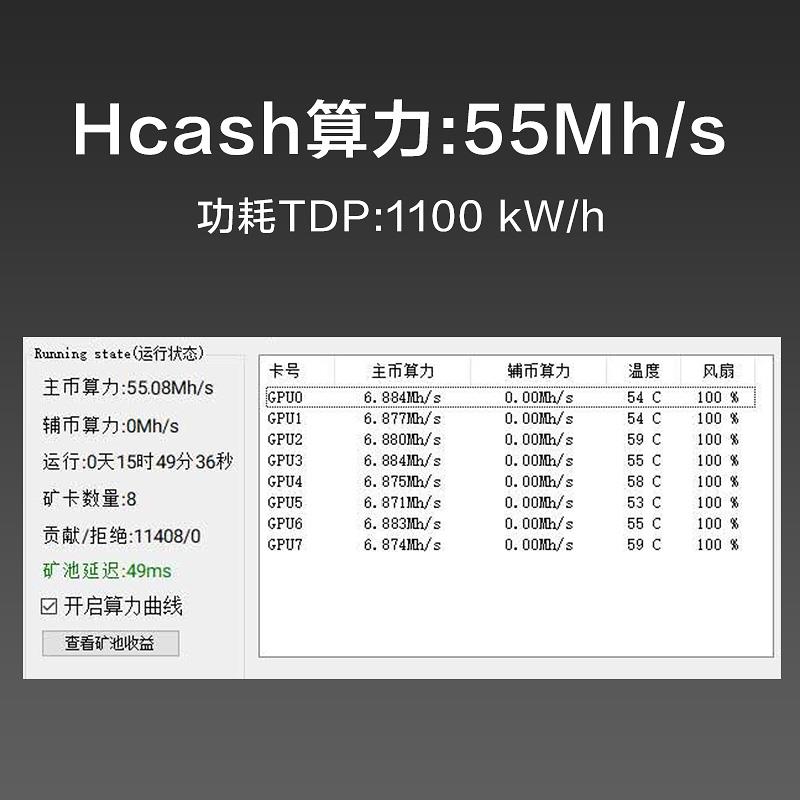 Hcash算力:55Mh/s
功耗TDP:1100 kW/h
Running state(运行状态)
主币算力:55.08Mh/s
辅币算力:0Mh/s
运行:0天15时49分36秒
矿卡数量:8
贡献/拒绝:11408/0
矿池延迟:49ms
开启算力曲线
查看矿池收益
卡号 主币算力 辅币算力 温度 风扇
GPU0 6.884Mh/s 0.00Mh/s 54 C 100 %
GPU1 6.877Mh/s 0.00Mh/s 54 C 100 %
GPU2 6.880Mh/s 0.00Mh/s 59 C 100 %
GPU3 6.884Mh/s 0.00Mh/s 55 C 100 %
GPU4 6.875Mh/s 0.00Mh/s 58 C 100 %
GPU5 6.871Mh/s 0.00Mh/s 53 C 100 %
GPU6 6.883Mh/s 0.00Mh/s 55 C 100 %
GPU7 6.874Mh/s 0.00Mh/s 59 C 100 %